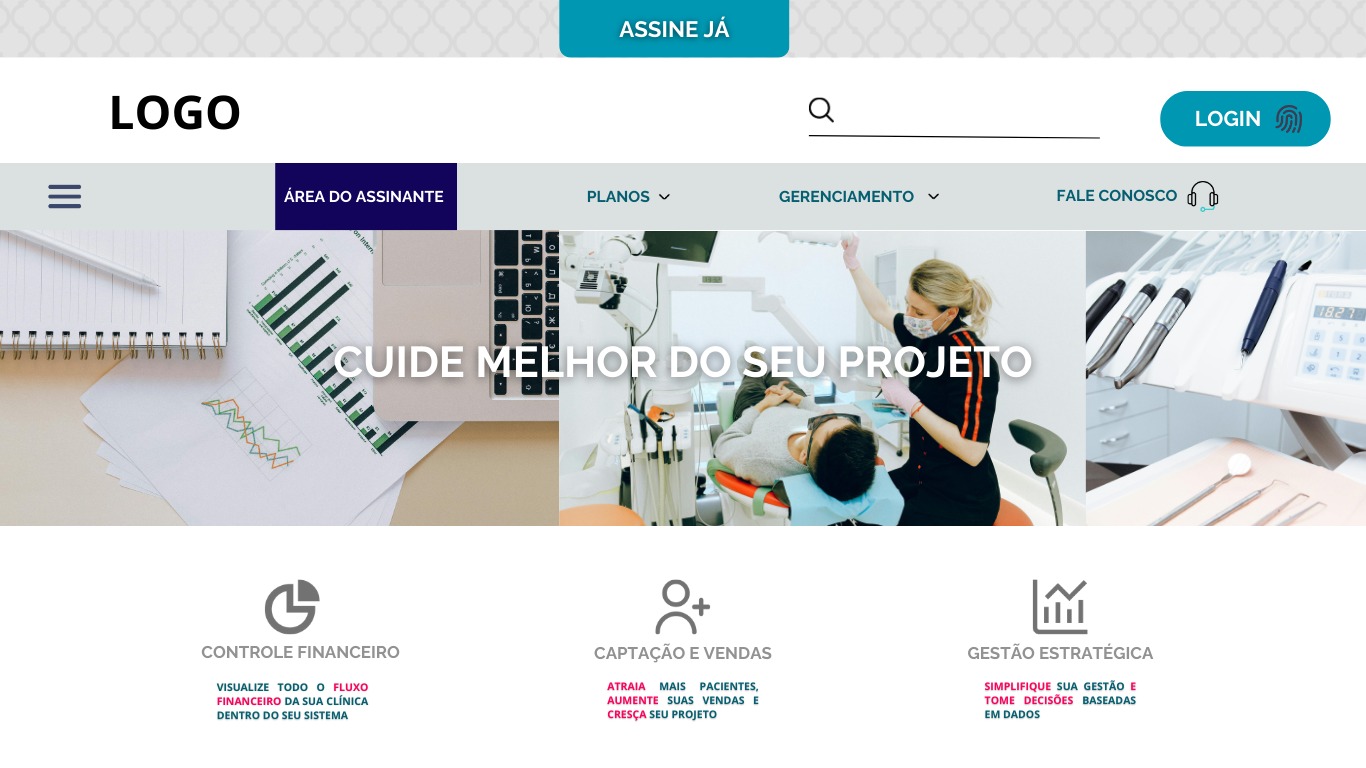 ASSINE JÁ
LOGO
LOGIN
ÁREA DO ASSINANTE
PLANOS
GERENCIAMENTO
FALE CONOSCO
CUIDE MELHOR DO SEU PROJETO
CONTROLE FINANCEIRO
VISUALIZE TODO O FLUXO
FINANCEIRO DA SUA CLÍNICA
DENTRO DO SEU SISTEMA
CAPTAÇÃO E VENDAS
ATRAIA MAIS PACIENTES,
AUMENTE SUAS VENDAS E
CRESÇA SEU PROJETO
GESTÃO ESTRATÉGICA
SIMPLIFIQUE SUA GESTÃO E
TOME DECISÕES BASEADAS
EM DADOS